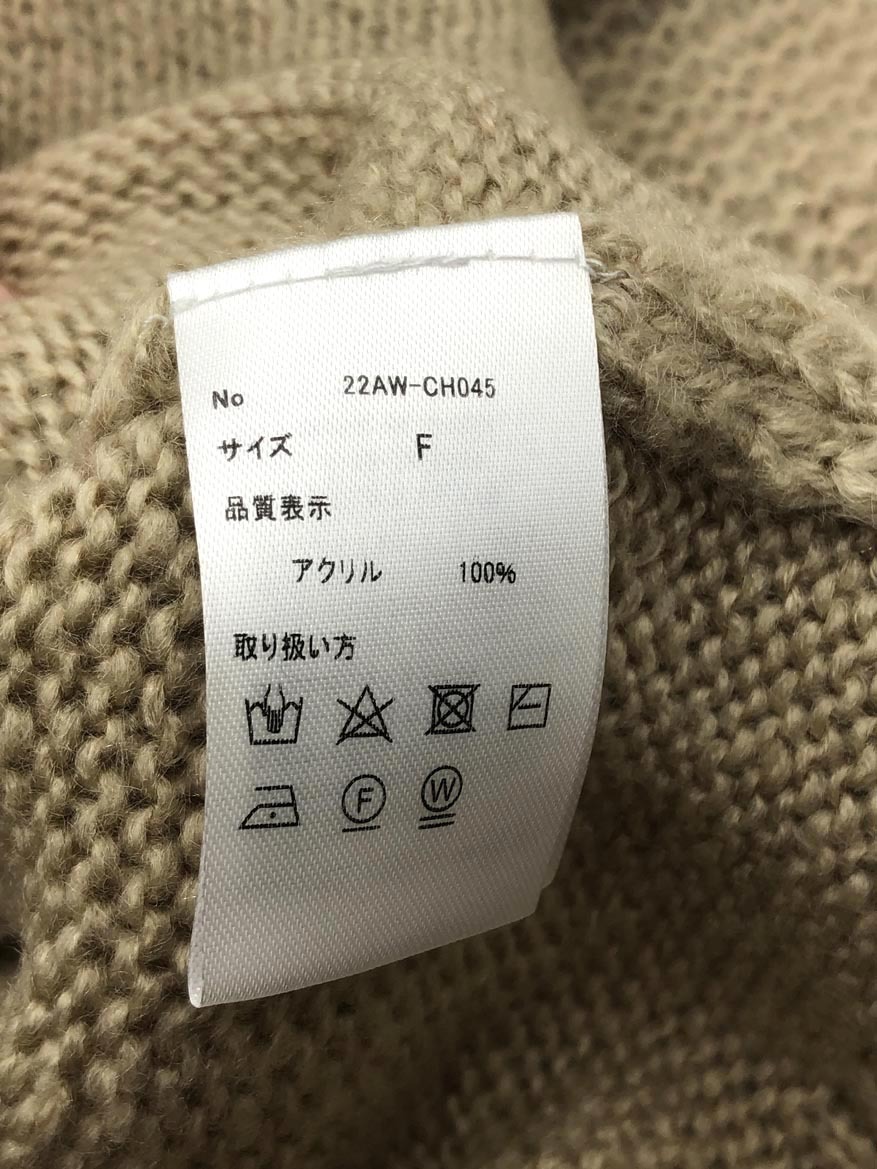 No 22AW-CH045
サイズ F
品質表示
アクリル 100%
取り扱い方
F W